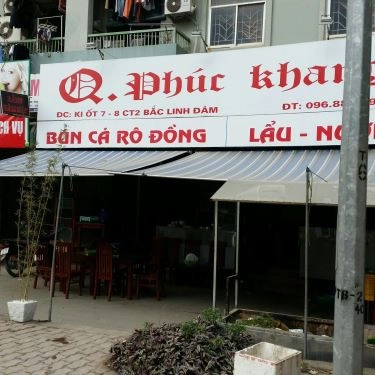 Q. Phúc khan
DC: KI ỐT 7 - 8 CT2 BẮC LINH ĐÀM
ĐT: 096.8
BÚN CÁ RÔ ĐỒNG
LẨU -
VỤ
TB-2